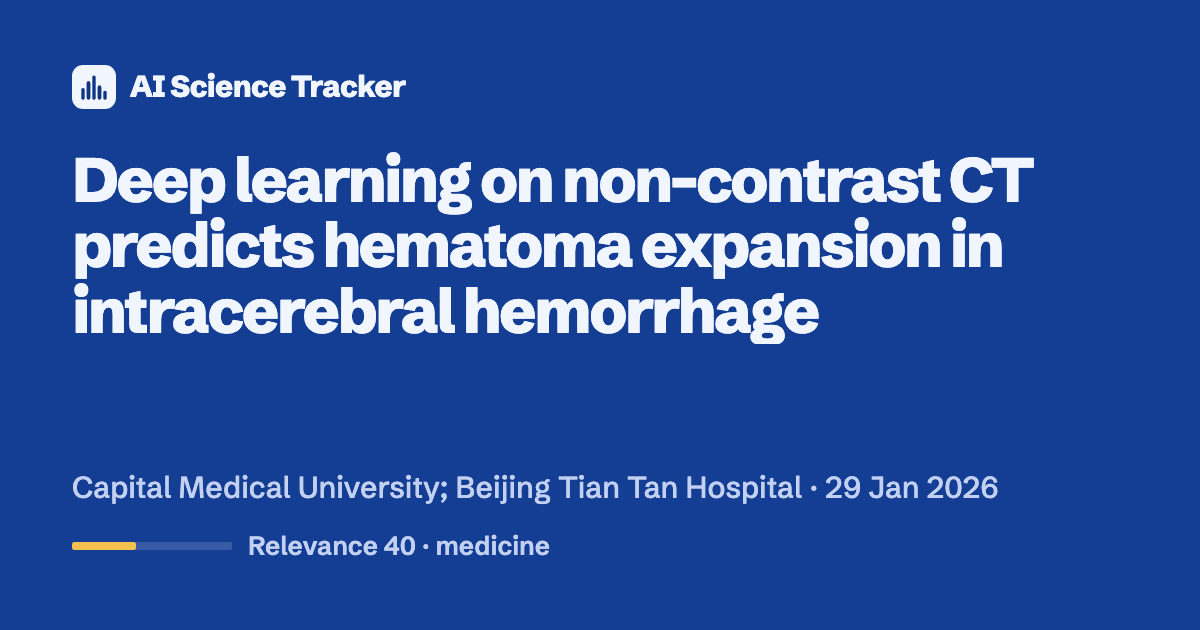 AI Science Tracker
Deep learning on non-contrast CT
predicts hematoma expansion in
intracerebral hemorrhage
Capital Medical University; Beijing Tian Tan Hospital · 29 Jan 2026
Relevance 40 · medicine